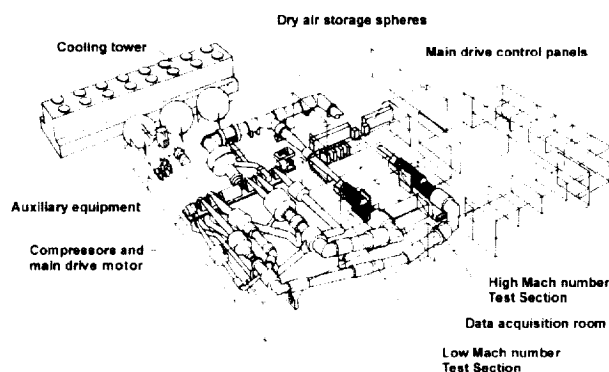 Dry air storage spheres
Cooling tower
Main drive control panels
Auxiliary equipment
Compressors and
main drive motor
High Mach number
Test Section
Data acquisition room
Low Mach number
Test Section